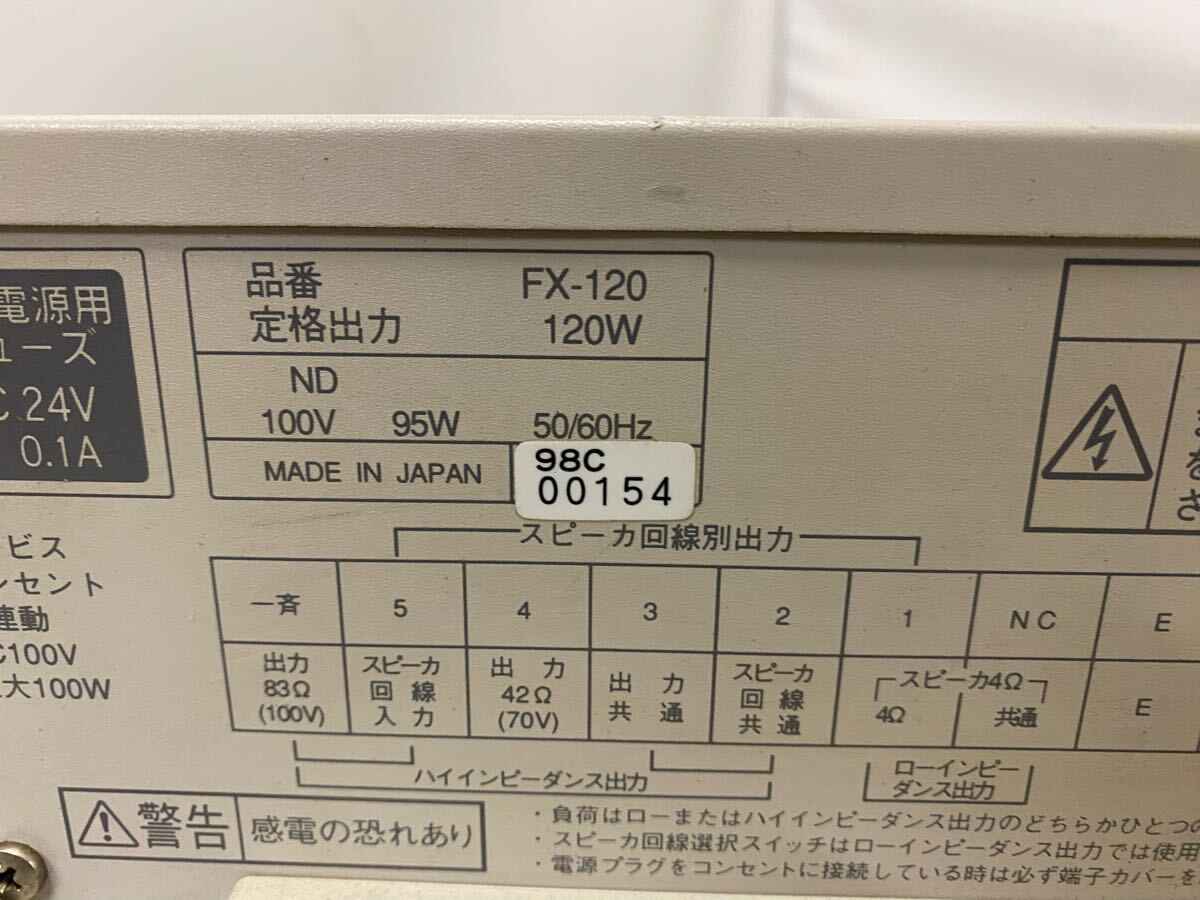 電源用
ューズ
C.24V
0.1A
品番 FX-120
定格出力 120W
ND
100V 95W 50/60Hz
MADE IN JAPAN
98C
00154
を
ざ
ビス
ンセント
連動
C100V
大100W
スピーカ回線別出力
一斉 5 4 3 2 1 NC E
出力 83Ω (100V)
スピーカ 回線 入力
出力 42Ω (70V)
出力 共通
スピーカ 回線 共通
スピーカ4Ω
4Ω 共通
E
ハイインピーダンス出力
ローインピーダンス出力
警告 感電の恐れあり
・負荷はローまたはハイインピーダンス出力のどちらかひとつの
・スピーカ回線選択スイッチはローインピーダンス出力では使用
・電源プラグをコンセントに接続している時は必ず端子カバーを